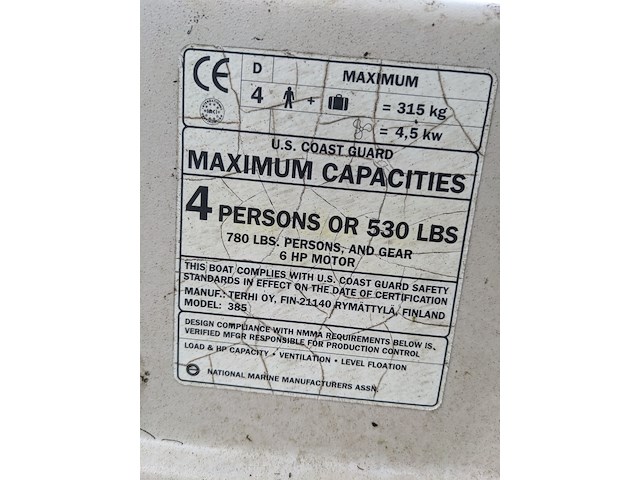 CE D MAXIMUM
4 + = 315 kg
IMCI
= 4,5 kw
U.S. COAST GUARD
MAXIMUM CAPACITIES
4 PERSONS OR 530 LBS
780 LBS. PERSONS, AND GEAR
6 HP MOTOR
THIS BOAT COMPLIES WITH U.S. COAST GUARD SAFETY
STANDARDS IN EFFECT ON THE DATE OF CERTIFICATION
MANUF.: TERHI OY, FIN-21140 RYMÄTTYLÄ, FINLAND
MODEL: 385
DESIGN COMPLIANCE WITH NMMA REQUIREMENTS BELOW IS
VERIFIED MFGR RESPONSIBLE FOR PRODUCTION CONTROL
LOAD & HP CAPACITY • VENTILATION • LEVEL FLOATION
NATIONAL MARINE MANUFACTURERS ASSN.